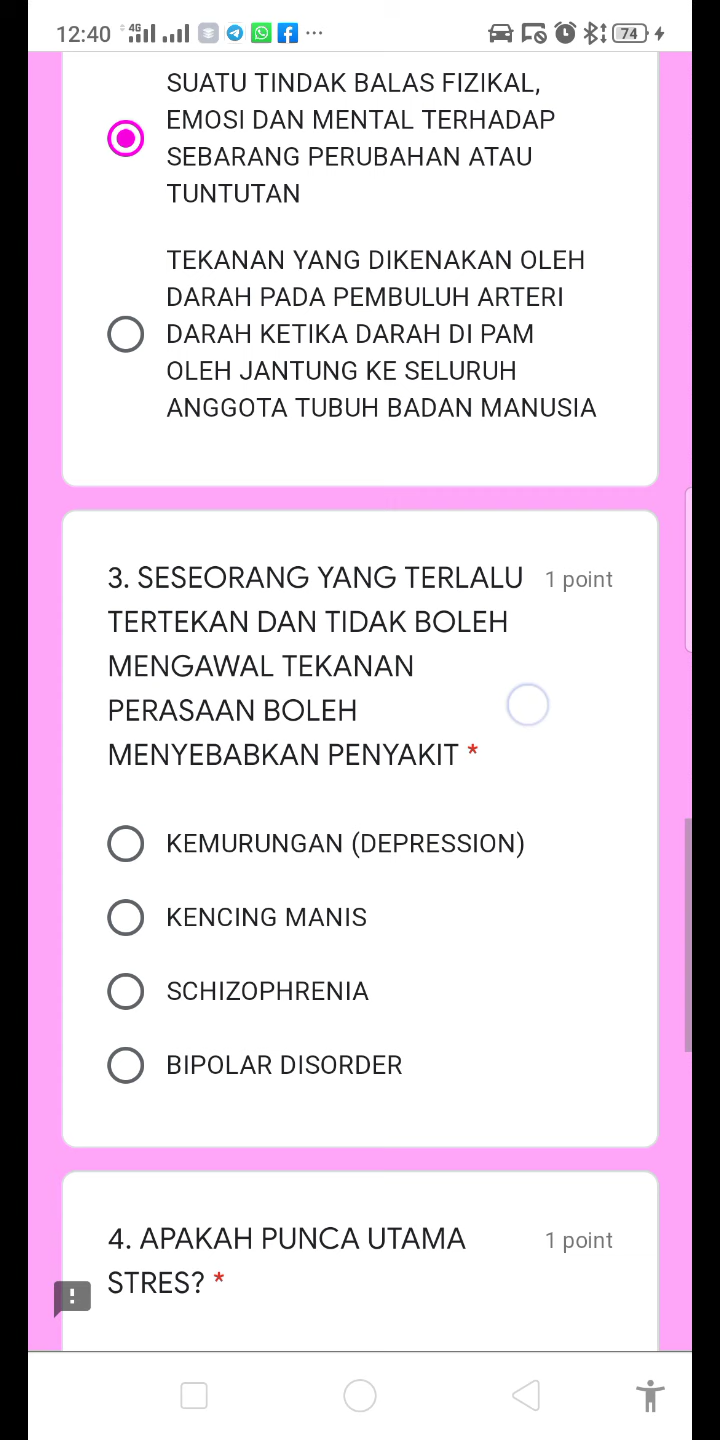 12:40 4G 74
SUATU TINDAK BALAS FIZIKAL,
EMOSI DAN MENTAL TERHADAP
SEBARANG PERUBAHAN ATAU
TUNTUTAN
TEKANAN YANG DIKENAKAN OLEH
DARAH PADA PEMBULUH ARTERI
DARAH KETIKA DARAH DI PAM
OLEH JANTUNG KE SELURUH
ANGGOTA TUBUH BADAN MANUSIA
3. SESEORANG YANG TERLALU 1 point
TERTEKAN DAN TIDAK BOLEH
MENGAWAL TEKANAN
PERASAAN BOLEH
MENYEBABKAN PENYAKIT *
KEMURUNGAN (DEPRESSION)
KENCING MANIS
SCHIZOPHRENIA
BIPOLAR DISORDER
4. APAKAH PUNCA UTAMA 1 point
STRES? *